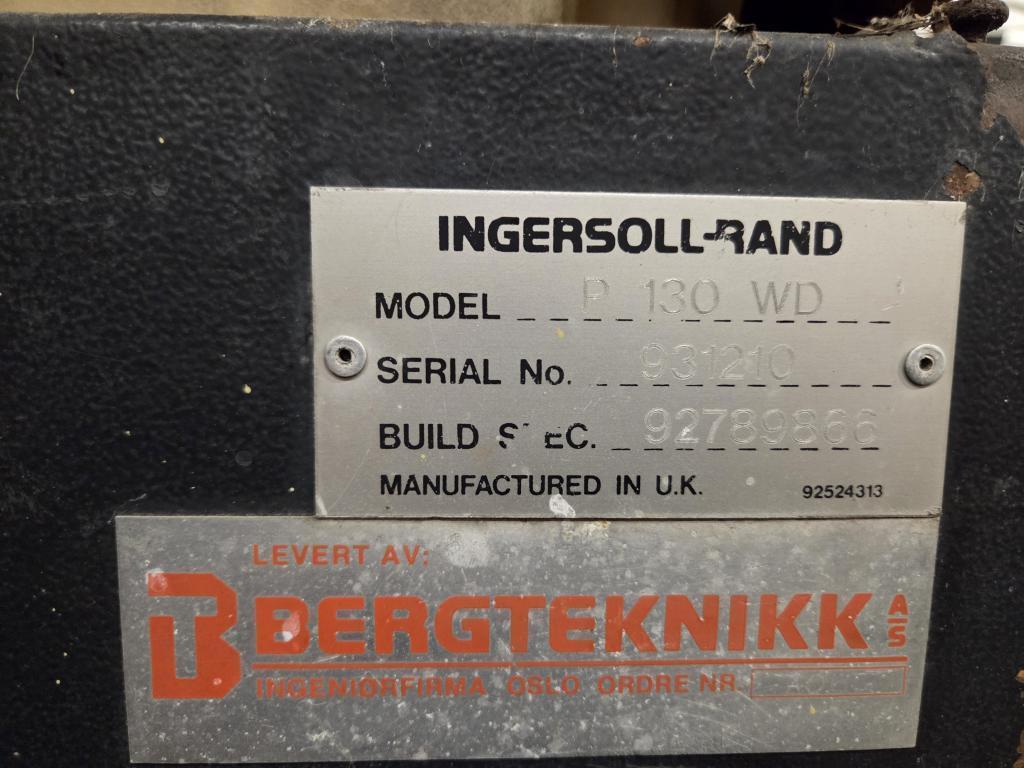 INGERSOLL-RAND
MODEL P 130 WD
SERIAL No. 931210
BUILD SPEC. 92789866
MANUFACTURED IN U.K. 92524313
LEVERT AV:
B BERGTEKNIKK A/S
INGENIØRFIRMA OSLO ORDRE NR.